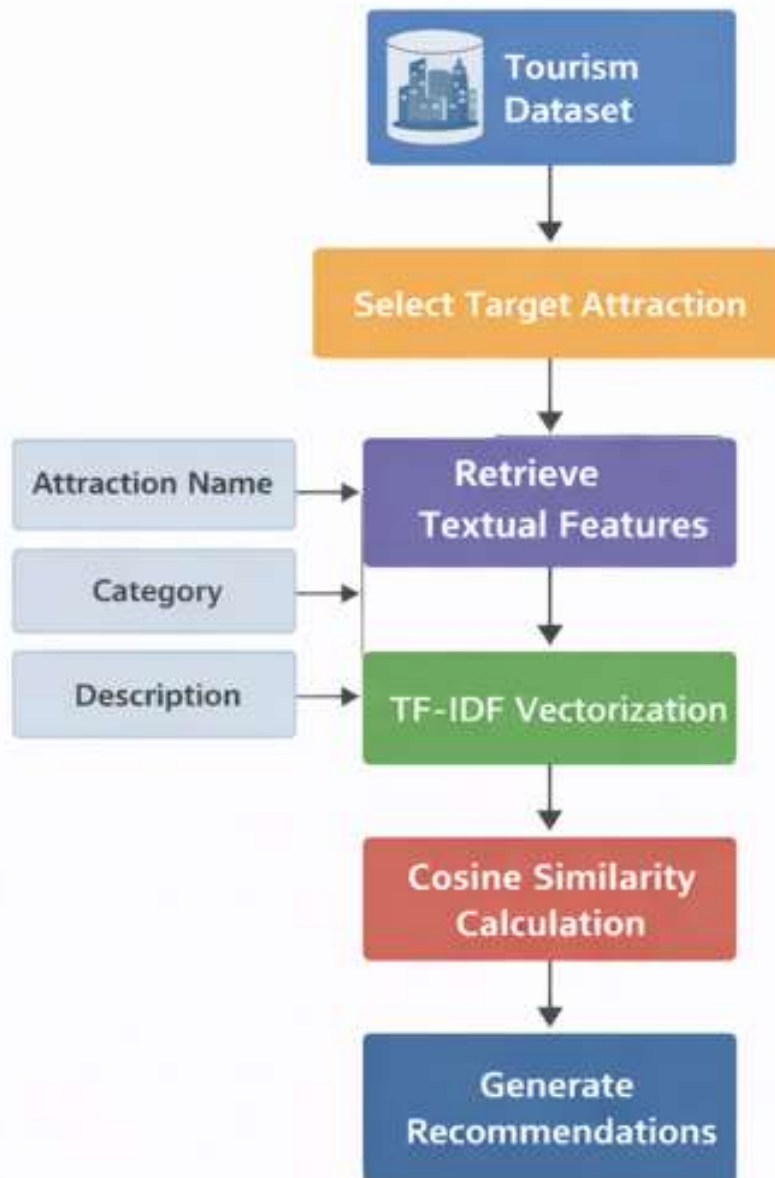 Tourism
Dataset
Select Target Attraction
Attraction Name
Retrieve
Textual Features
Category
Description
TF-IDF Vectorization
Cosine Similarity
Calculation
Generate
Recommendations